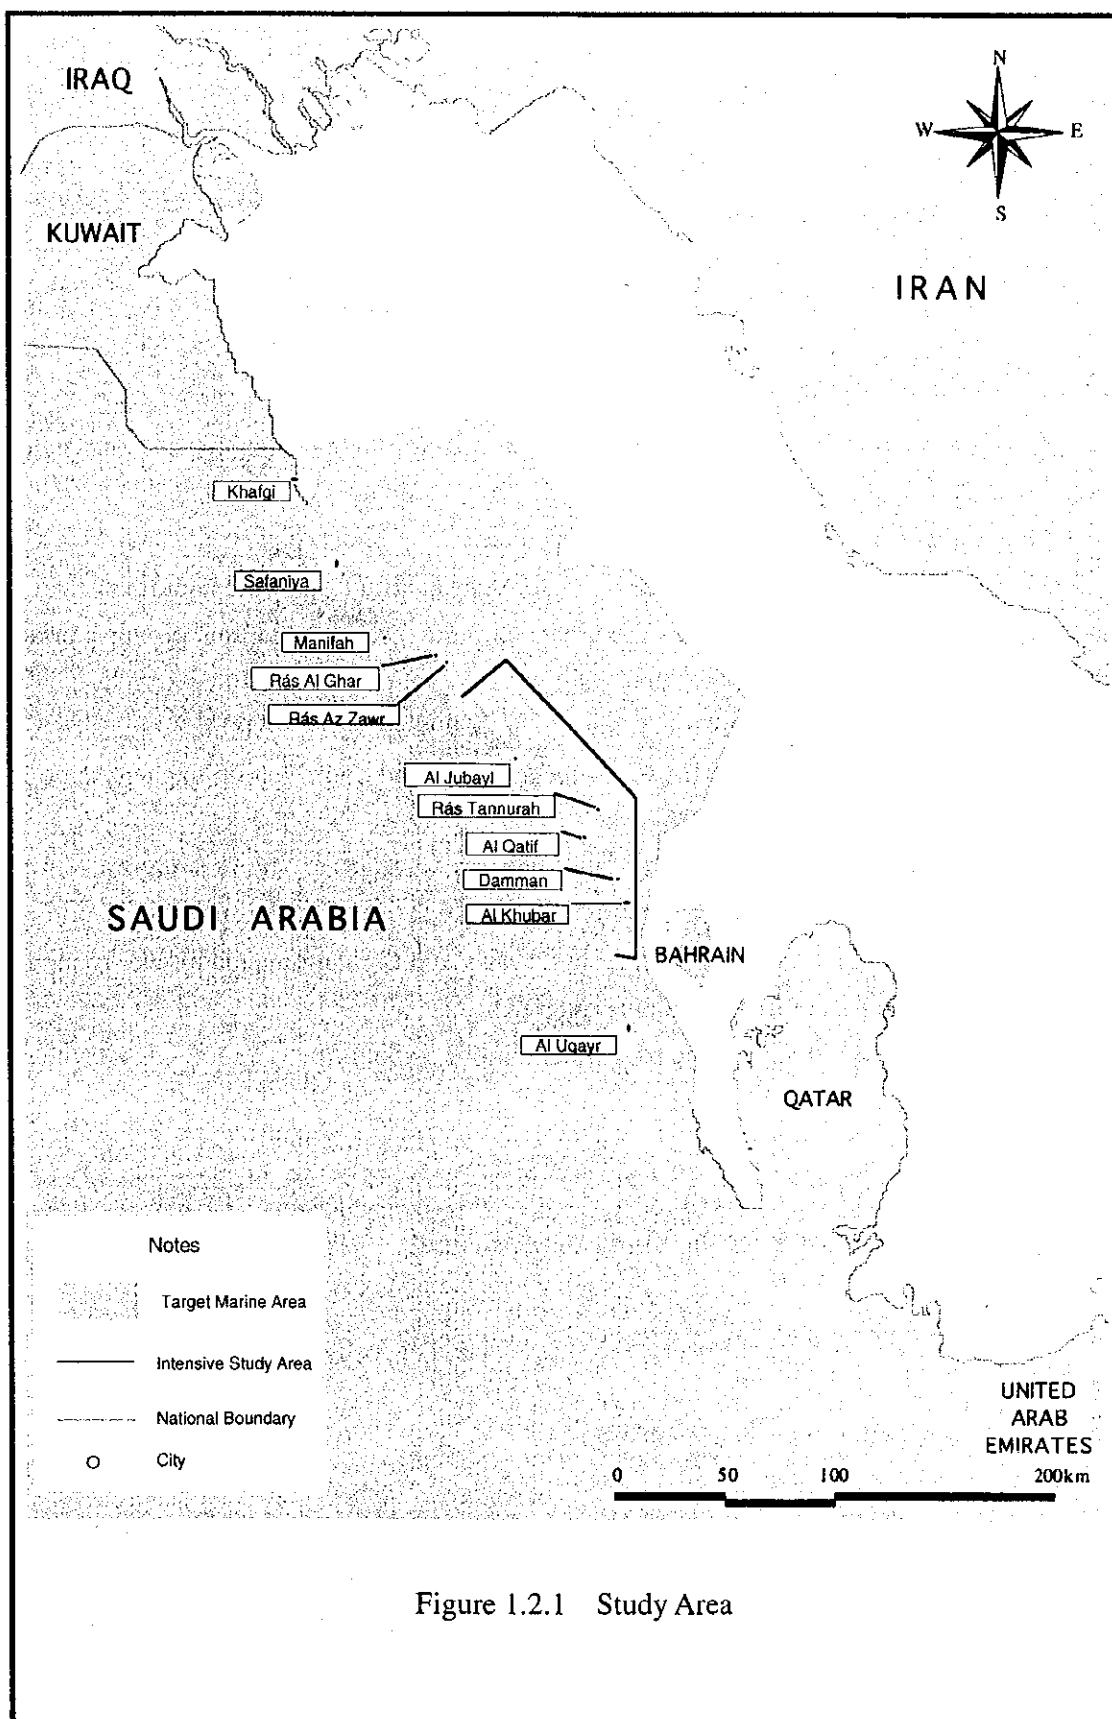 N
W E
S
IRAQ
KUWAIT
IRAN
Khafgi
Safaniya
Manifah
Rás Al Ghar
Rás Az Zawr
Al Jubayl
Rás Tannurah
Al Qatif
Damman
Al Khubar
SAUDI ARABIA
BAHRAIN
Al Uqayr
QATAR
Notes
Target Marine Area
Intensive Study Area
National Boundary
City
UNITED
ARAB
EMIRATES
0 50 100 200km
Figure 1.2.1 Study Area